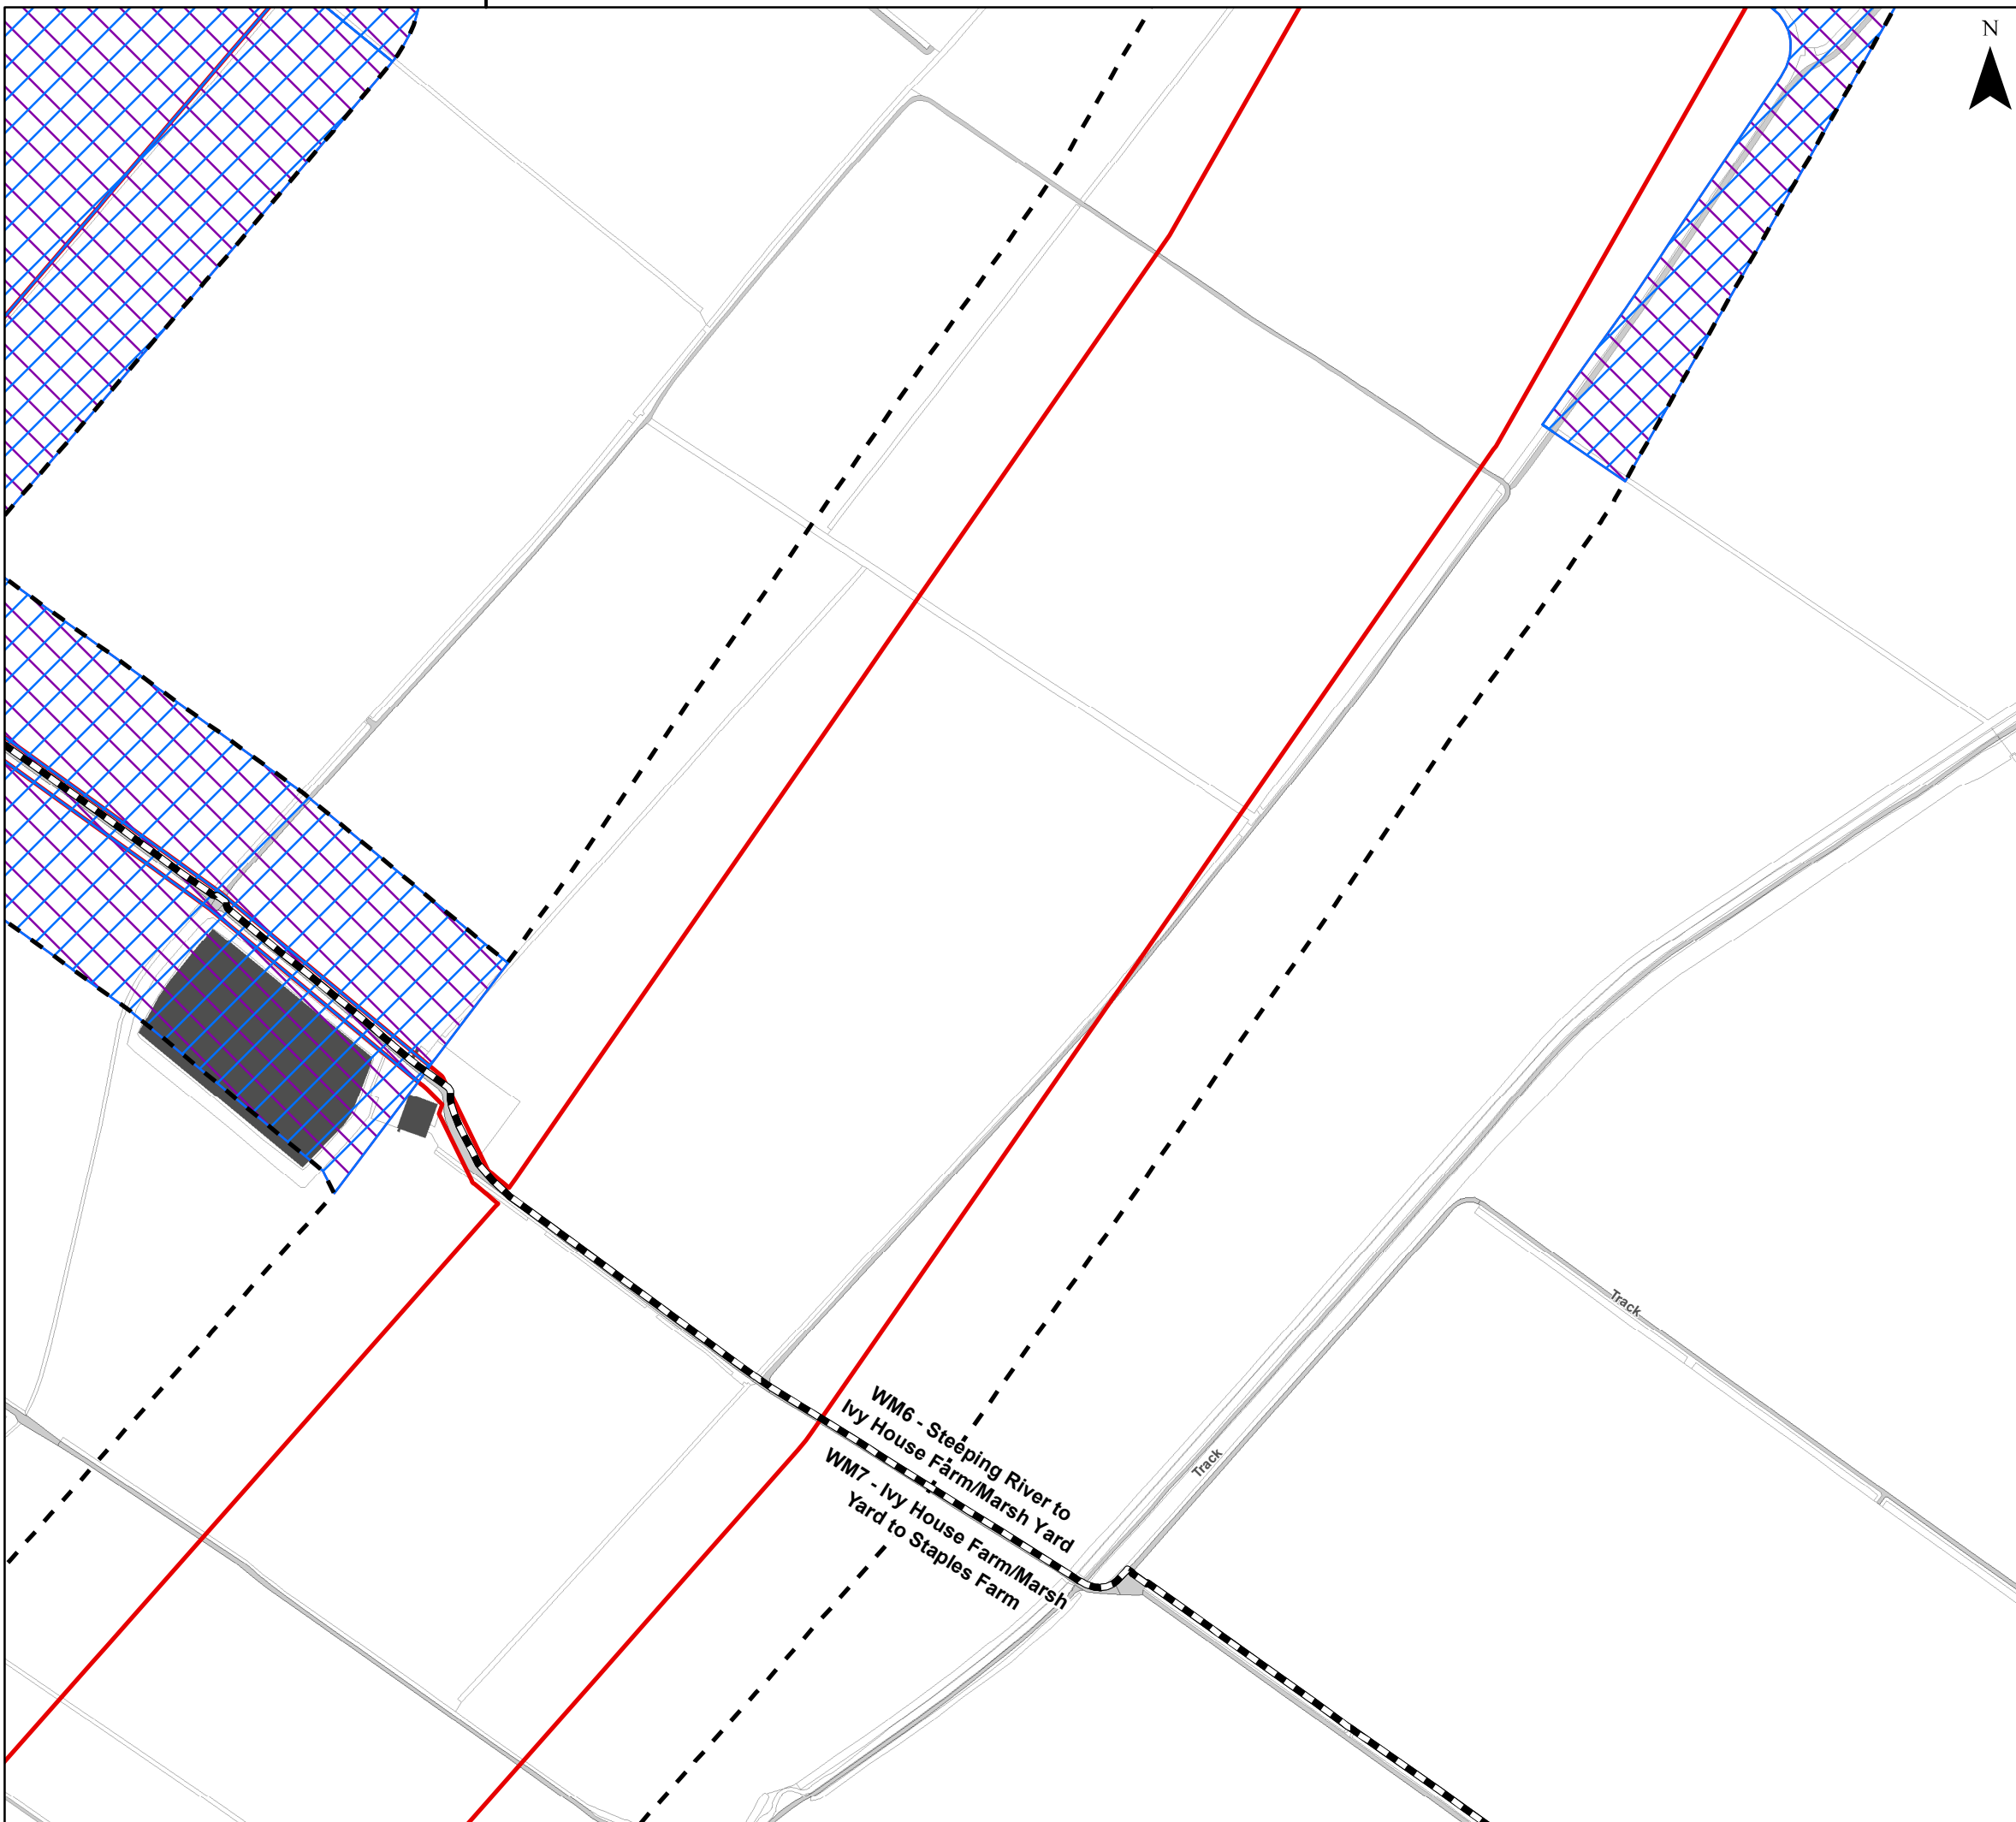 N
Track
WM6 - Steeping River to
Ivy House Farm/Marsh Yard
Track
WM7 - Ivy House Farm/Marsh
Yard to Staples Farm